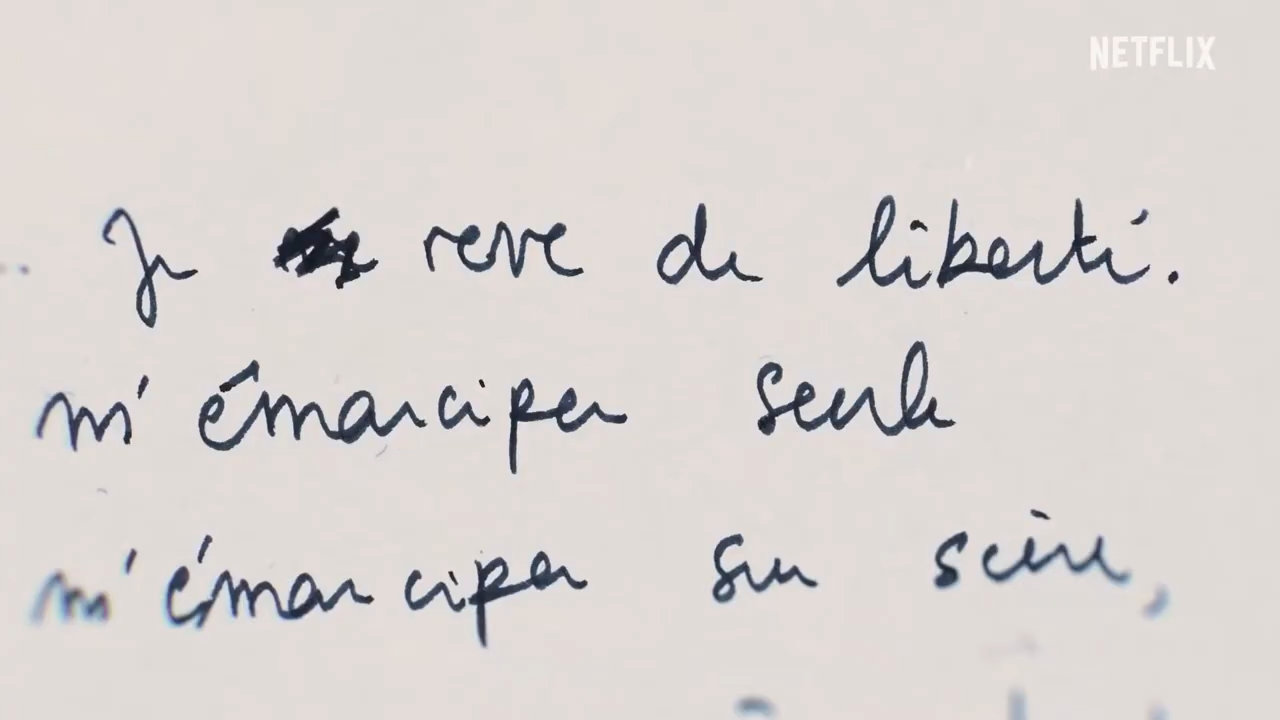 NETFLIX
Je reve de liberté.
m'émanciper seule
m'émanciper sur scène,